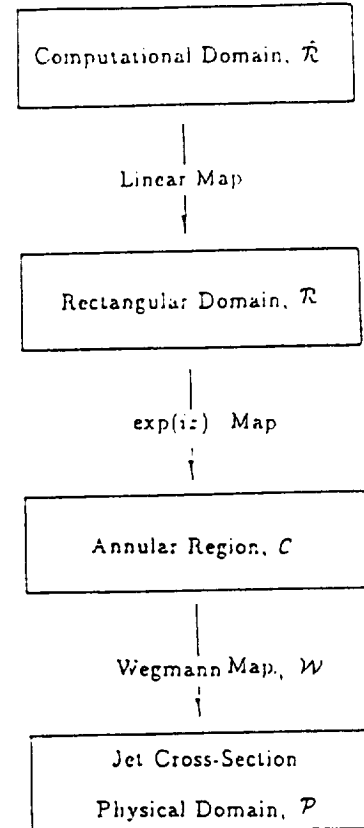 Computational Domain, R̂
Linear Map
Rectangular Domain, R
exp(iz) Map
Annular Region, C
Wegmann Map, W
Jet Cross-Section
Physical Domain, P